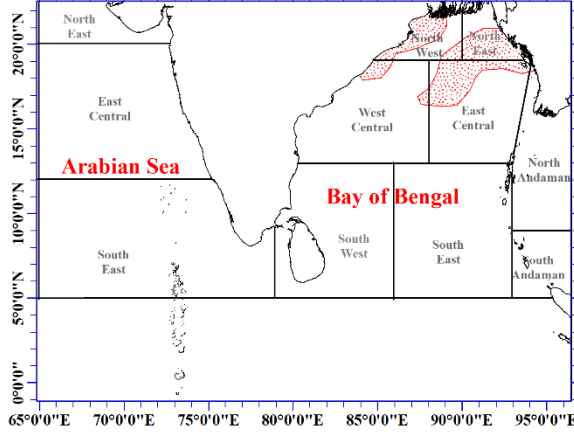 North
East
North
West
North
East
20°0'0"N
East
Central
West
Central
East
Central
15°0'0"N
Arabian Sea
North
Andaman
Bay of Bengal
10°0'0"N
South
East
South
West
South
East
South
Andaman
5°0'0"N
0°0'0"
65°0'0"E
70°0'0"E
75°0'0"E
80°0'0"E
85°0'0"E
90°0'0"E
95°0'0"E